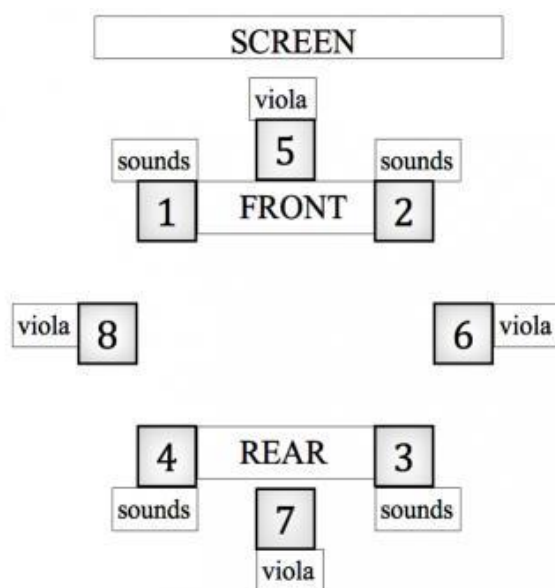 SCREEN
viola
5
sounds
sounds
1 FRONT 2
viola 8
6 viola
4 REAR 3
sounds
7
sounds
viola